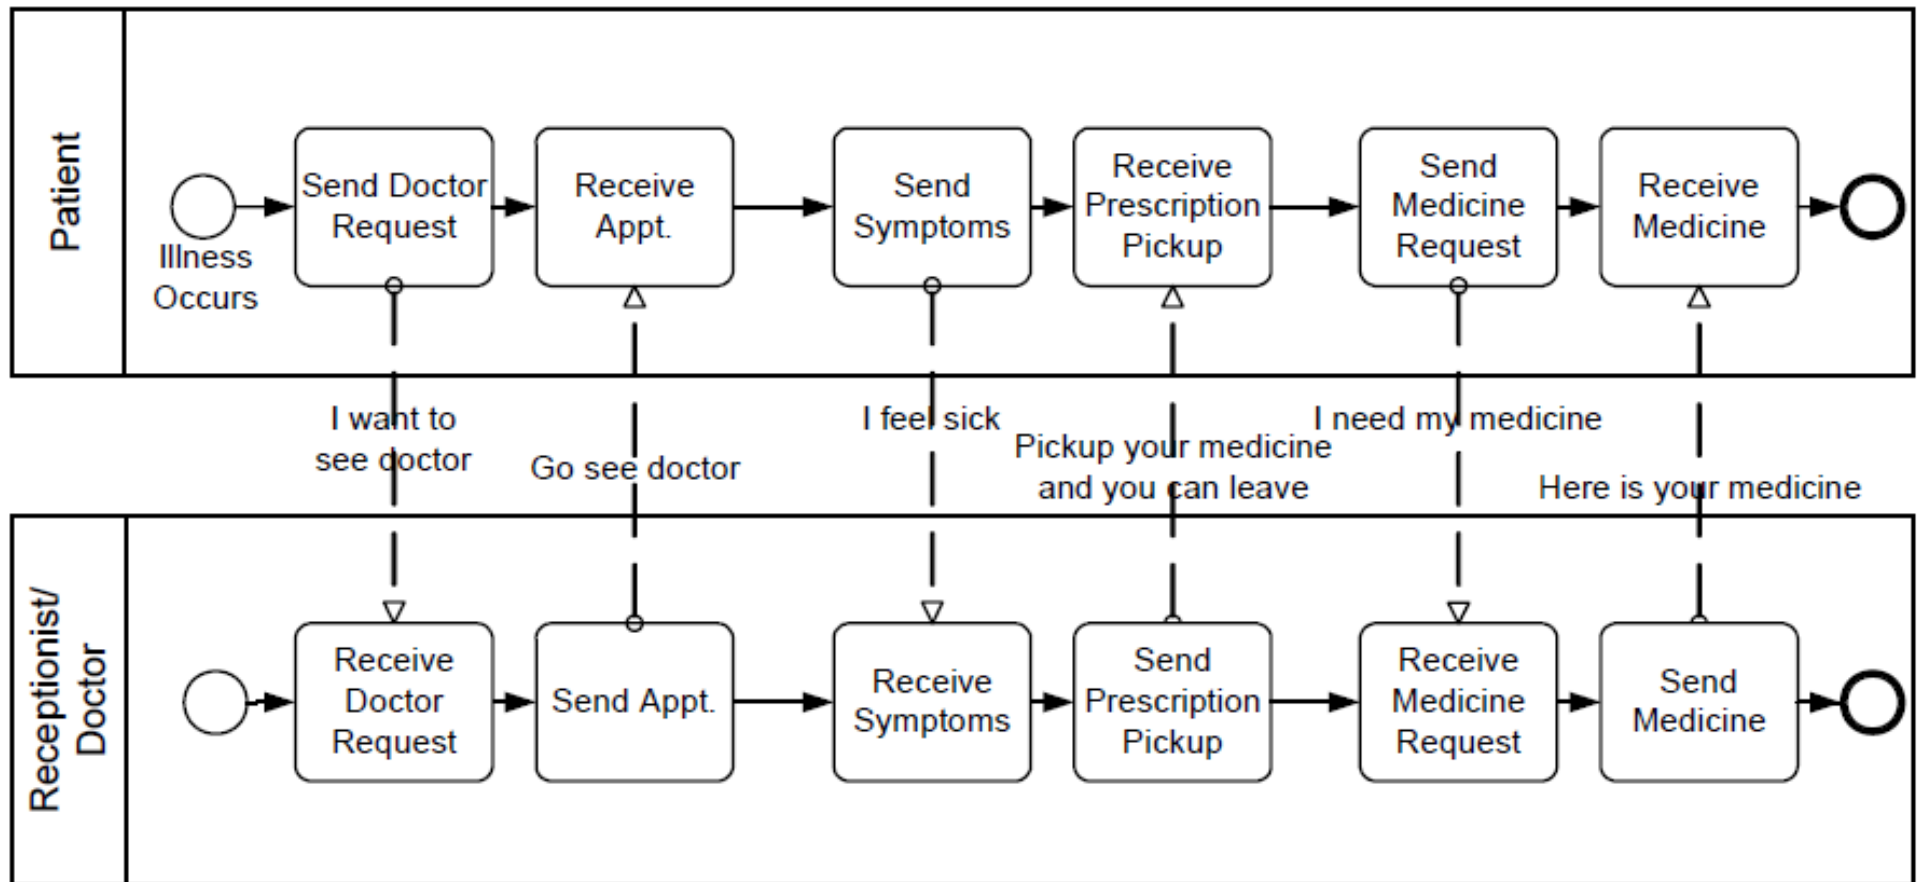 Patient
Illness
Occurs
Send Doctor
Request
Receive
Appt.
Send
Symptoms
Receive
Prescription
Pickup
Send
Medicine
Request
Receive
Medicine
I want to
see doctor
Go see doctor
I feel sick
Pickup your medicine
and you can leave
I need my medicine
Here is your medicine
Receptionist/
Doctor
Receive
Doctor
Request
Send Appt.
Receive
Symptoms
Send
Prescription
Pickup
Receive
Medicine
Request
Send
Medicine